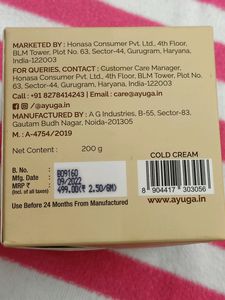 MARKETED BY : Honasa Consumer Pvt. Ltd., 4th Floor,
BLM Tower, Plot No. 63, Sector-44, Gurugram, Haryana,
India-122003
FOR QUERIES, CONTACT : Customer Care Manager,
Honasa Consumer Pvt. Ltd., 4th Floor, BLM Tower, Plot No.
63, Sector-44, Gurugram, Haryana, India-122003
Call : +91 8278414243 | Email : care@ayuga.in
/@ayuga.in
MANUFACTURED BY : A G Industries, B-55, Sector-83,
Gautam Budh Nagar, Noida-201305
M.: A-4754/2019
Net Content : 200 g
COLD CREAM
B. No. : BD9160
Mfg. Date : 09/2022
MRP ₹ : 499.00(₹ 2.50/GM)
(Incl. of all taxes)
Use Before 24 Months From Manufactured
8 904417 303056
www.ayuga.in